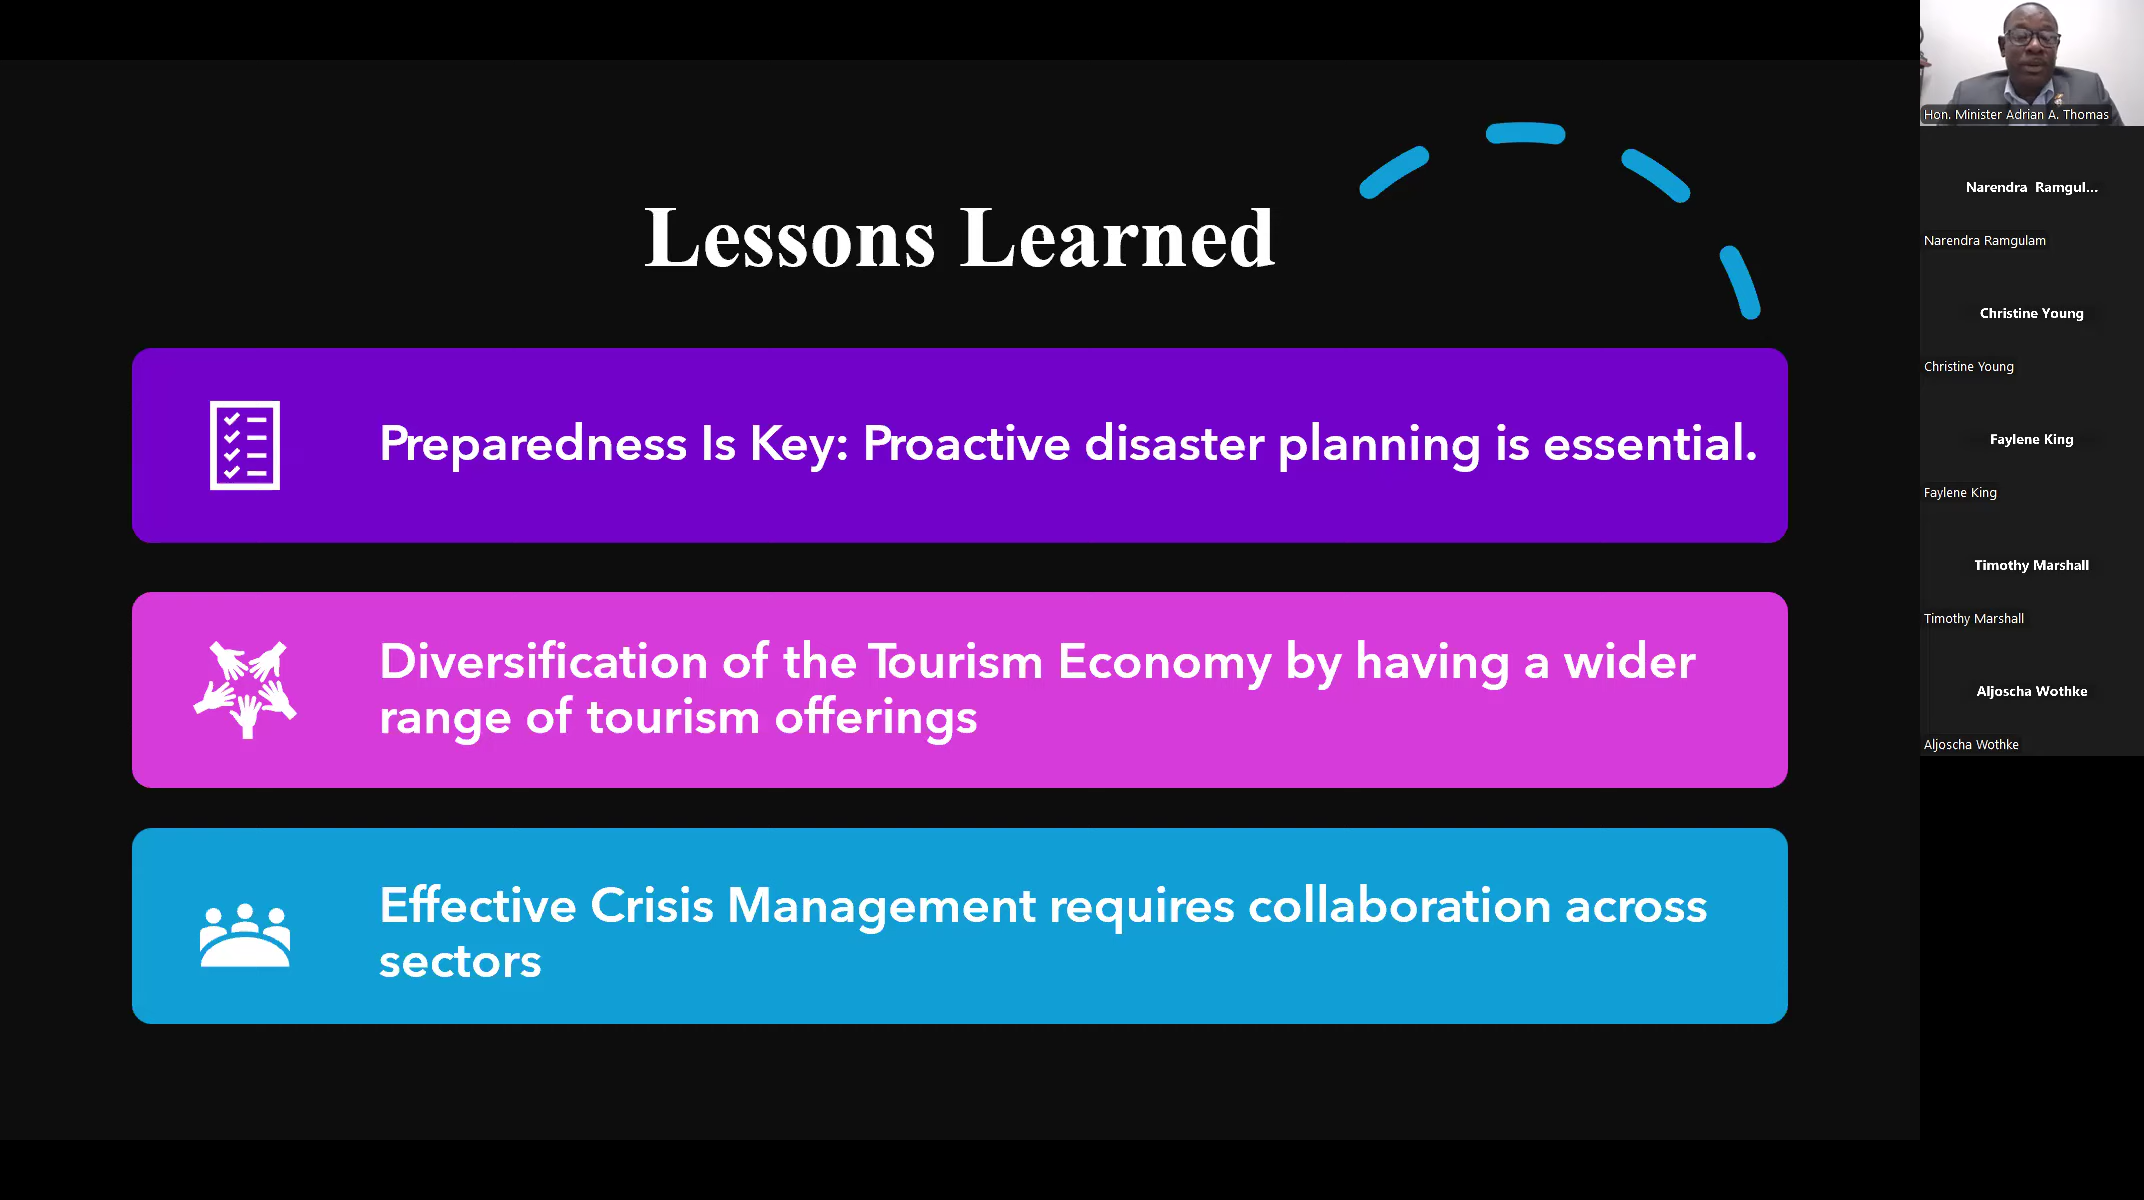 Lessons Learned
Preparedness Is Key: Proactive disaster planning is essential.
Diversification of the Tourism Economy by having a wider
range of tourism offerings
Effective Crisis Management requires collaboration across
sectors
Hon. Minister Adrian A. Thomas
Narendra Ramgul...
Narendra Ramgulam
Christine Young
Christine Young
Faylene King
Faylene King
Timothy Marshall
Timothy Marshall
Aljoscha Wothke
Aljoscha Wothke